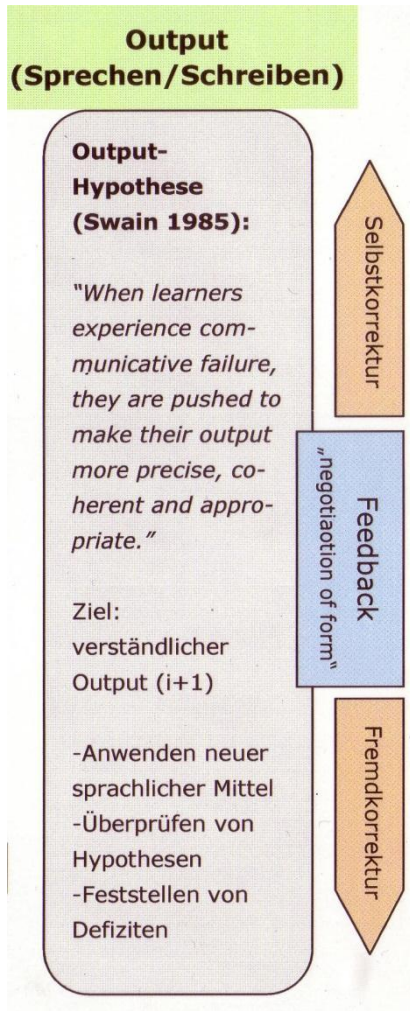 Output
(Sprechen/Schreiben)
Output-
Hypothese
(Swain 1985):
"When learners
experience com-
municative failure,
they are pushed to
make their output
more precise, co-
herent and appro-
priate."
Ziel:
verständlicher
Output (i+1)
-Anwenden neuer
sprachlicher Mittel
-Überprüfen von
Hypothesen
-Feststellen von
Defiziten
Selbstkorrektur
Feedback
„negotiaotion of form“
Fremdkorrektur